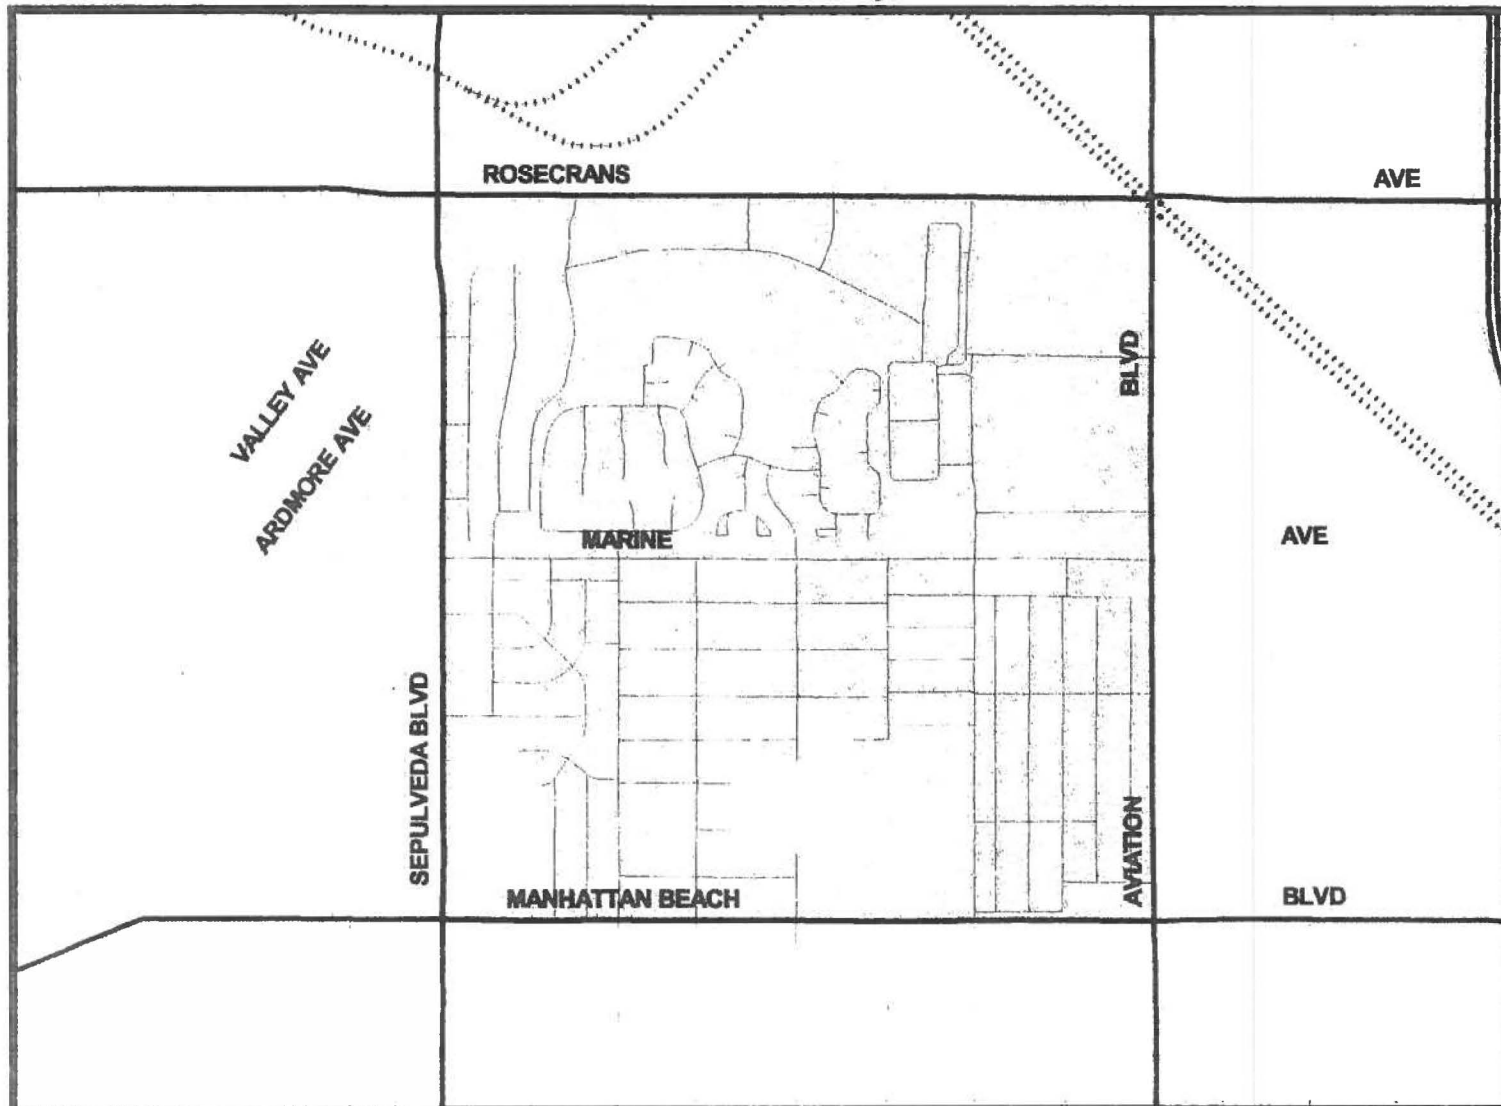 ROSECRANS AVE
VALLEY AVE
ARDMORE AVE
BLVD
MARINE AVE
SEPULVEDA BLVD
AVIATION
MANHATTAN BEACH BLVD